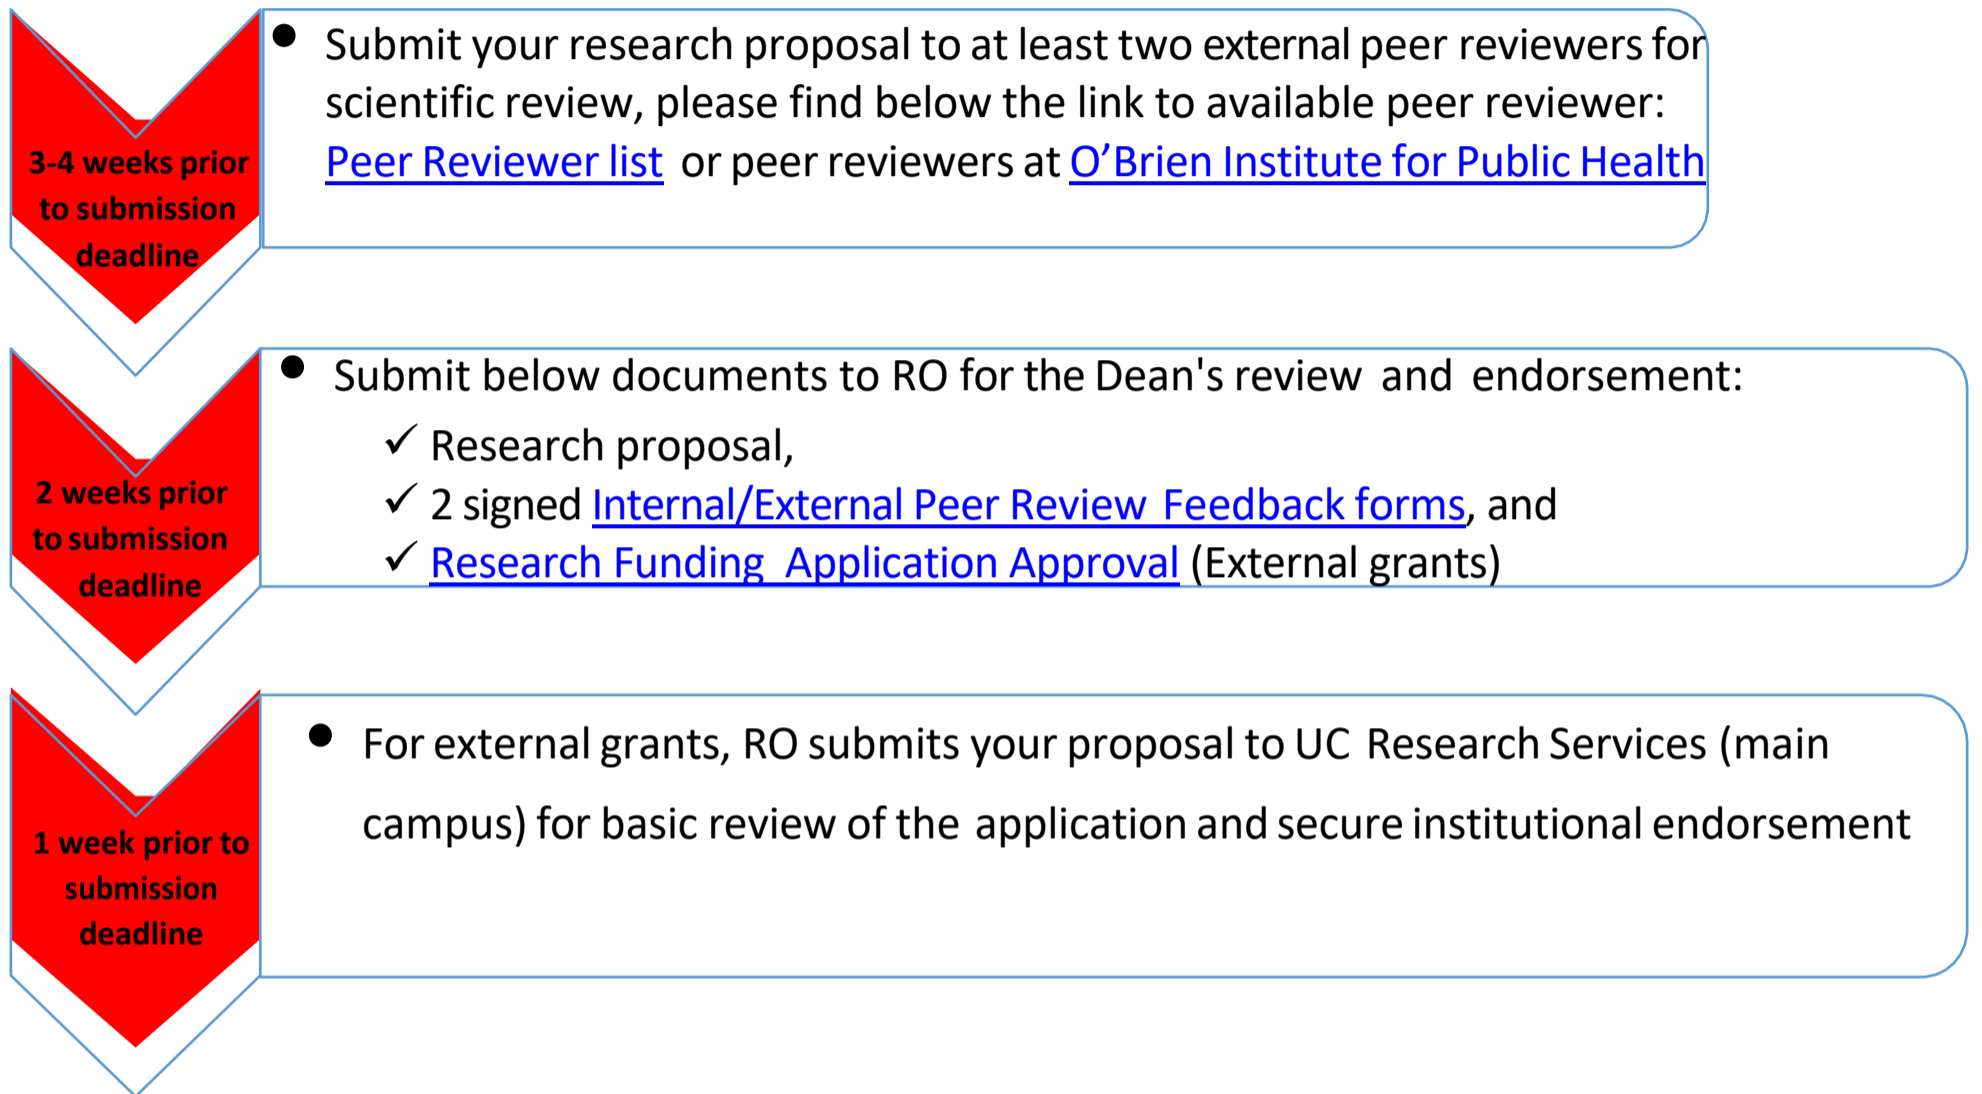 3-4 weeks prior
to submission
deadline
● Submit your research proposal to at least two external peer reviewers for
scientific review, please find below the link to available peer reviewer:
Peer Reviewer list or peer reviewers at O’Brien Institute for Public Health
2 weeks prior
to submission
deadline
● Submit below documents to RO for the Dean's review and endorsement:
✓ Research proposal,
✓ 2 signed Internal/External Peer Review Feedback forms, and
✓ Research Funding Application Approval (External grants)
1 week prior to
submission
deadline
● For external grants, RO submits your proposal to UC Research Services (main
campus) for basic review of the application and secure institutional endorsement